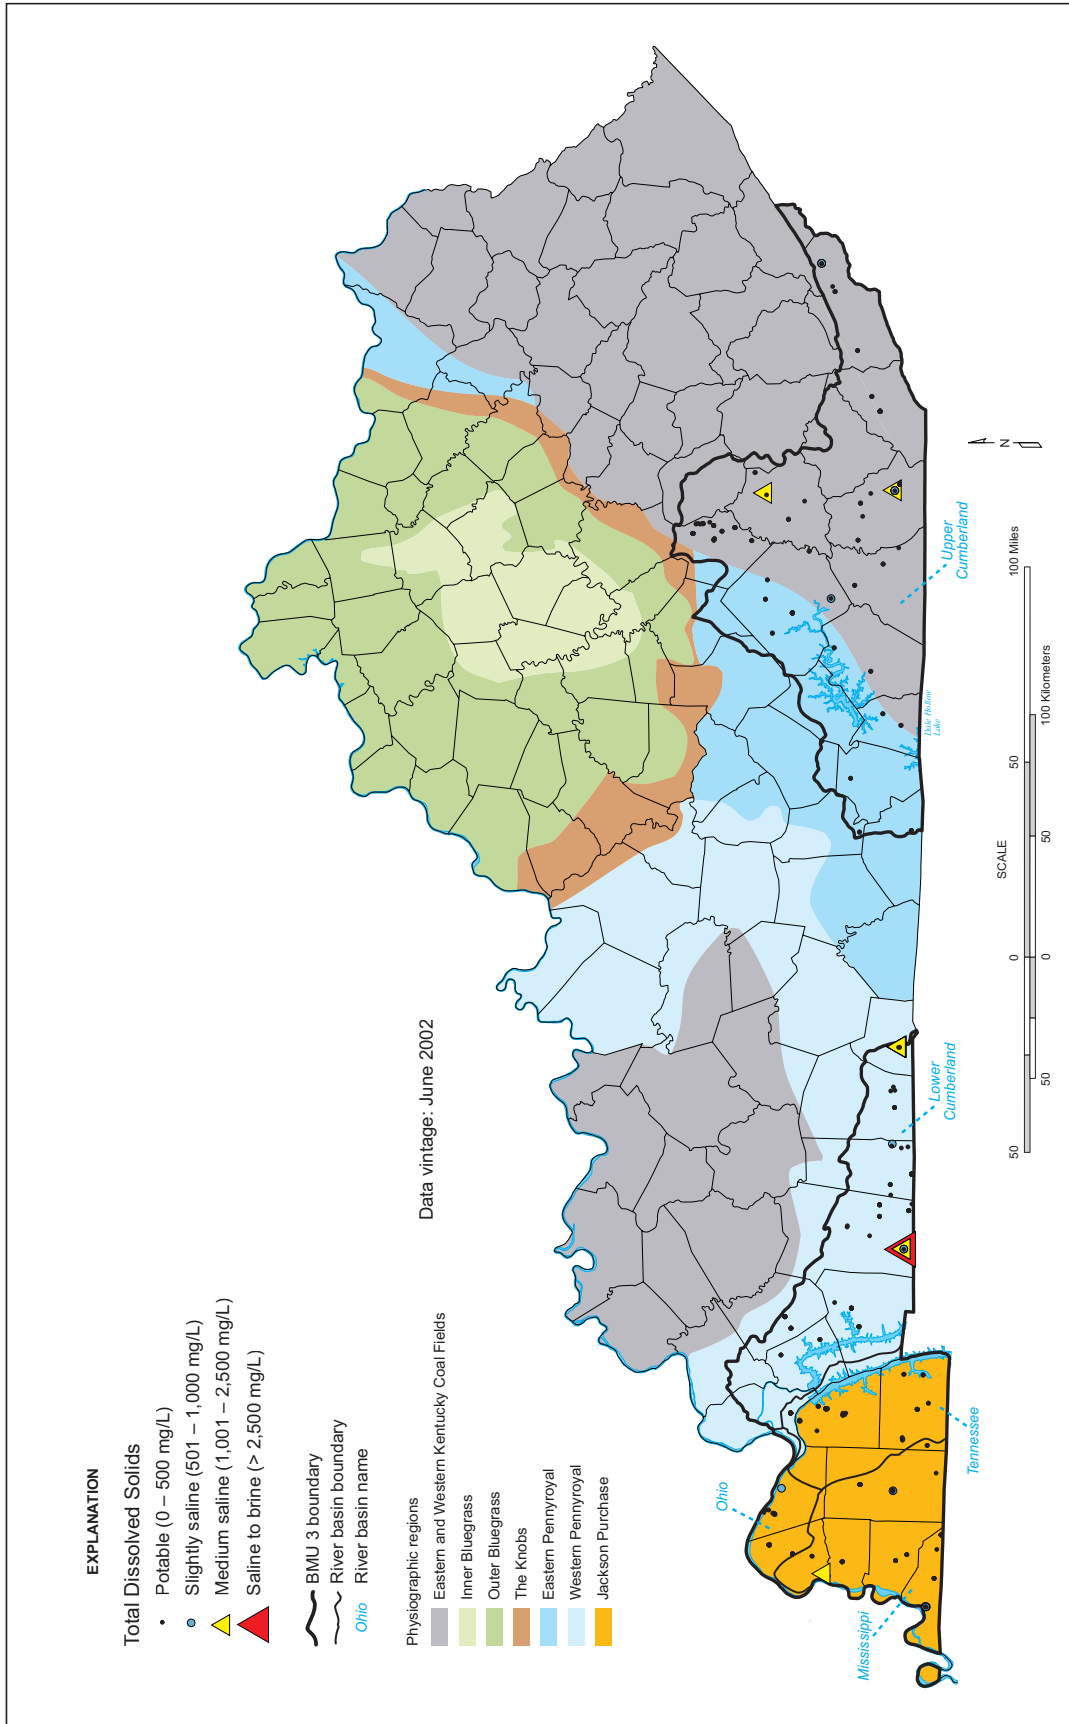 EXPLANATION
Total Dissolved Solids
Potable (0 – 500 mg/L)
Slightly saline (501 – 1,000 mg/L)
Medium saline (1,001 – 2,500 mg/L)
Saline to brine (> 2,500 mg/L)
BMU 3 boundary
River basin boundary
Ohio River basin name
Physiographic regions
Eastern and Western Kentucky Coal Fields
Inner Bluegrass
Outer Bluegrass
The Knobs
Eastern Pennyroyal
Western Pennyroyal
Jackson Purchase
Data vintage: June 2002
Ohio
Mississippi
Tennessee
Lower
Cumberland
Dale Hollow
Lake
Upper
Cumberland
N
SCALE
50 0 50 100 Miles
50 0 50 100 Kilometers